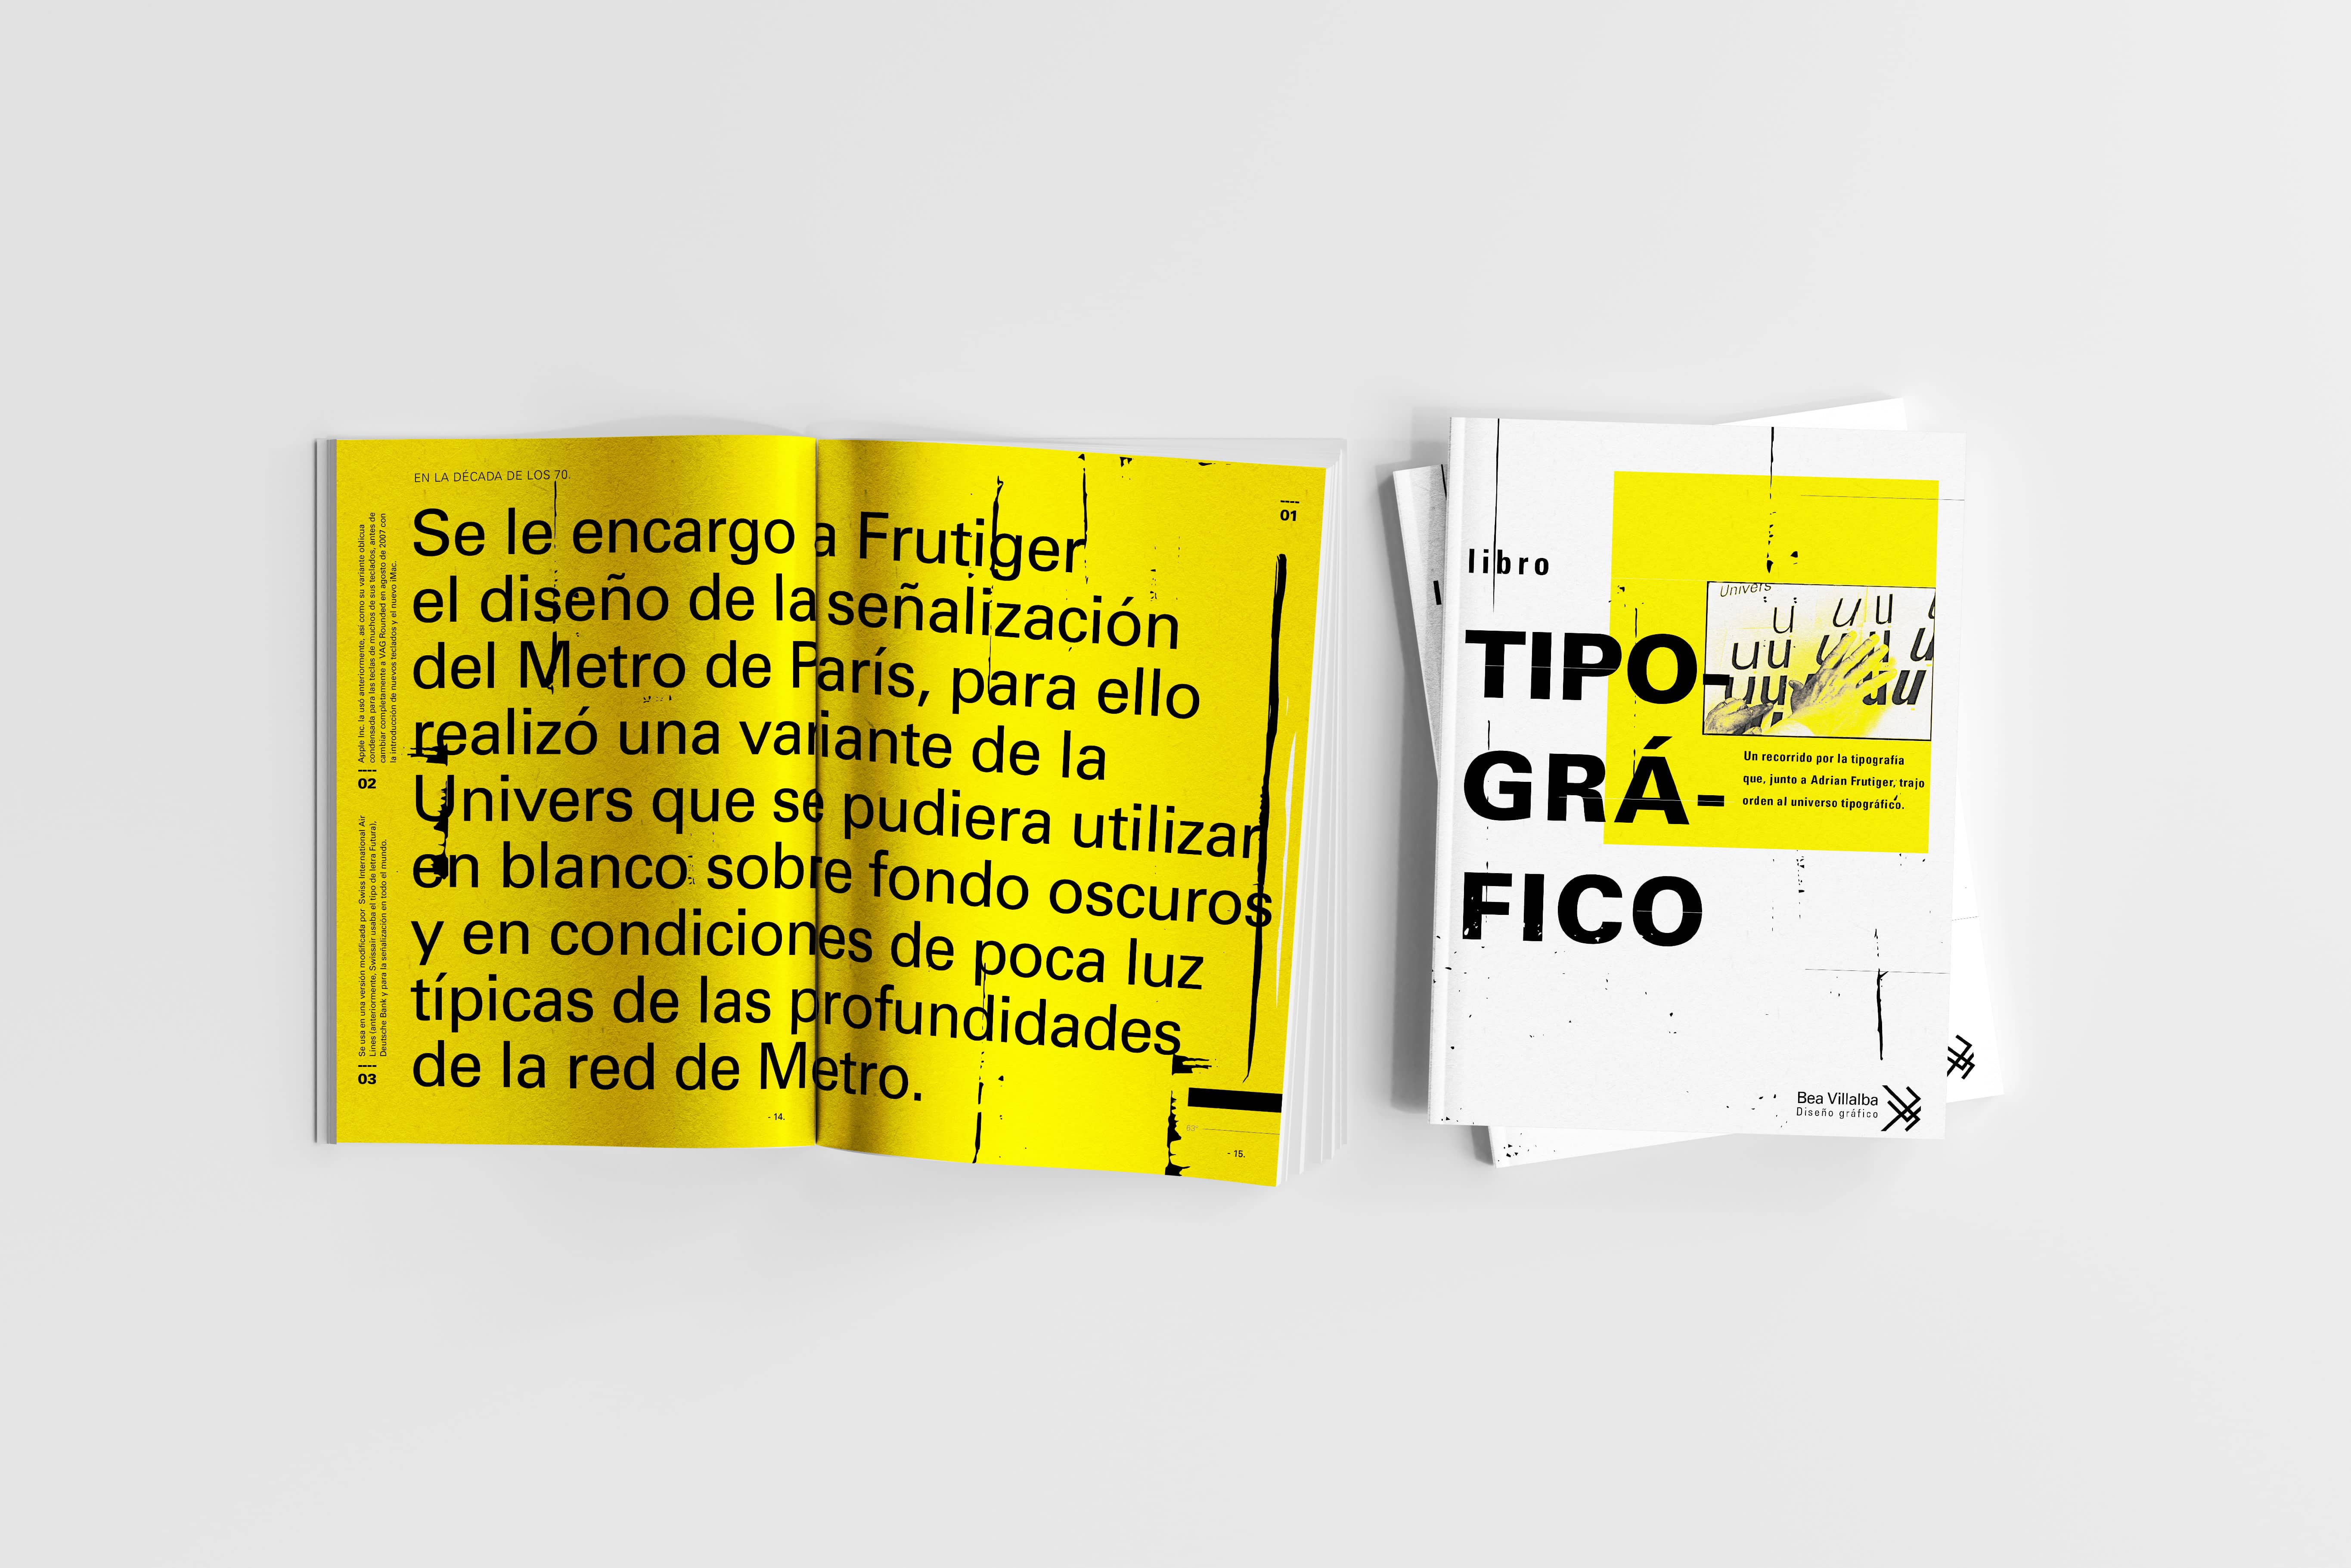 EN LA DÉCADA DE LOS 70.
Se le encargo a Frutiger
el diseño de la señalización
del Metro de París, para ello
realizó una variante de la
Univers que se pudiera utilizar
en blanco sobre fondo oscuros
y en condiciones de poca luz
típicas de las profundidades
de la red de Metro.
Apple Inc. la usó anteriormente, así como su variante oblicua
condensada para las teclas de muchos de sus teclados, antes de
cambiar completamente a VAG Rounded en agosto de 2007 con
la introducción de nuevos teclados y el nuevo iMac.
02
Se usa en una versión modificada por Swiss International Air
Lines (anteriormente, Swissair usaba el tipo de letra Futura),
Deutsche Bank y para la señalización en todo el mundo.
03
- 14.
01
- 15.
libro
TIPO-
GRÁ-
FICO
Univers
u u u
uu u u u
uu uu
Un recorrido por la tipografía
que, junto a Adrian Frutiger, trajo
orden al universo tipográfico.
Bea Villalba
Diseño gráfico